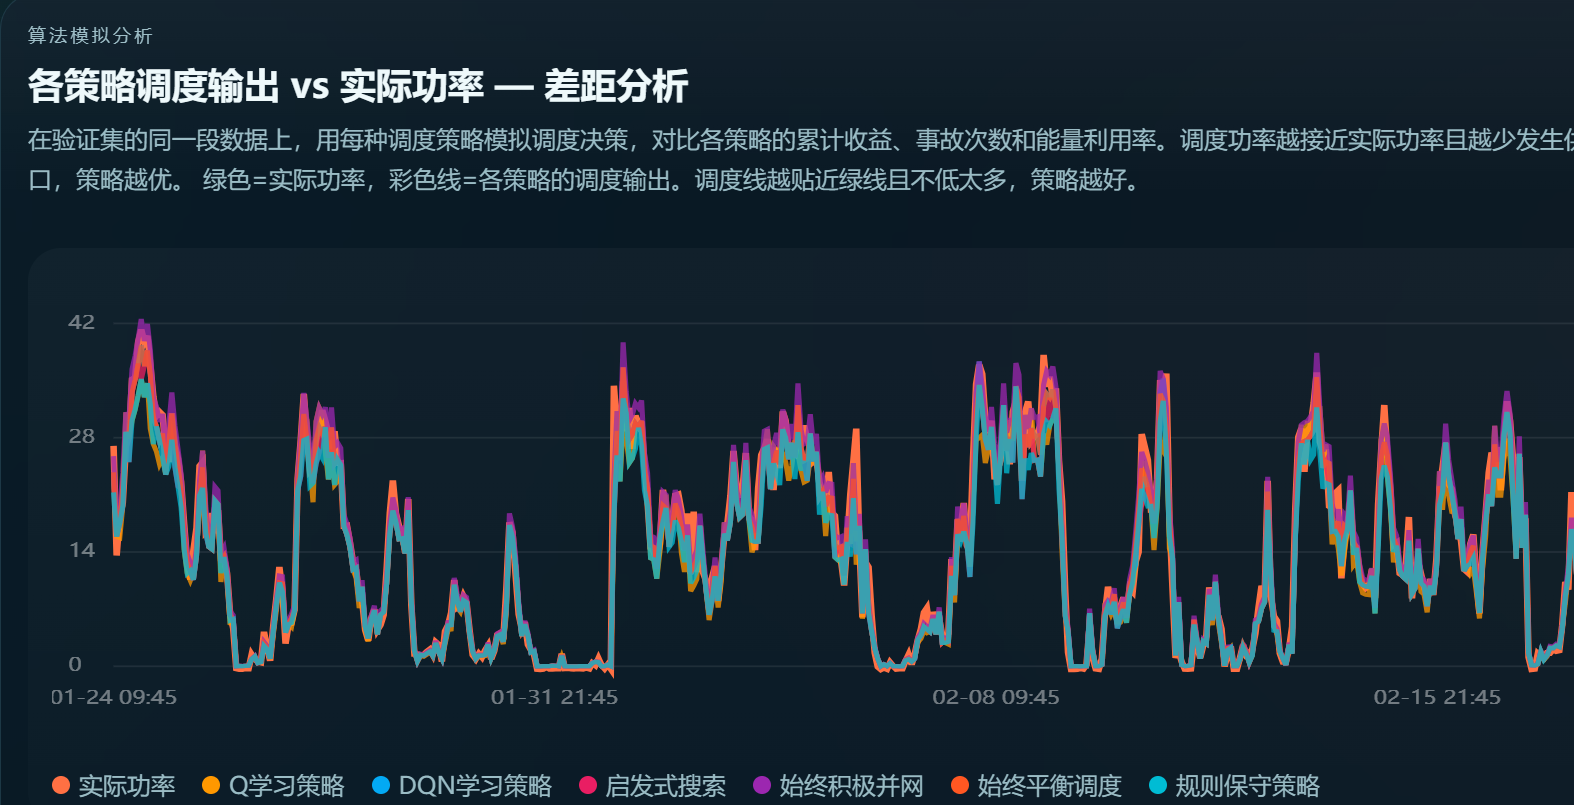 算法模拟分析
各策略调度输出 vs 实际功率 — 差距分析
在验证集的同一段数据上，用每种调度策略模拟调度决策，对比各策略的累计收益、事故次数和能量利用率。调度功率越接近实际功率且越少发生
口，策略越优。 绿色=实际功率，彩色线=各策略的调度输出。调度线越贴近绿线且不低太多，策略越好。
42
28
14
0
01-24 09:45 01-31 21:45 02-08 09:45 02-15 21:45
实际功率 Q学习策略 DQN学习策略 启发式搜索 始终积极并网 始终平衡调度 规则保守策略